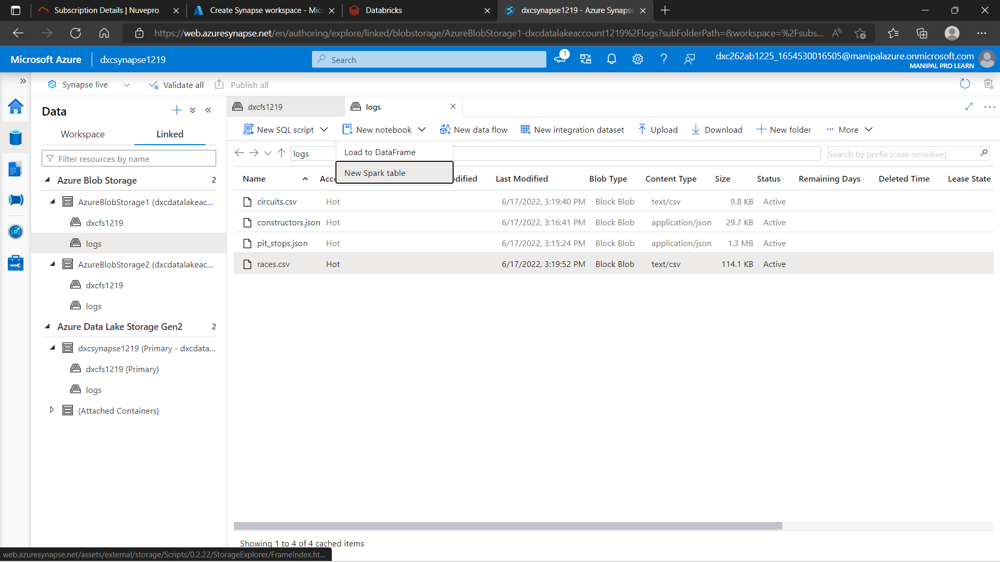 Subscription Details | Nuvepro
Create Synapse workspace - Mic
Databricks
dxcsynapse1219 - Azure Synapse
https://web.azuresynapse.net/en/authoring/explore/linked/blobstorage/AzureBlobStorage1-dxcdatalakeaccount1219%2Flogs?subFolderPath=&workspace=%2Fsubs...
Microsoft Azure
dxcsynapse1219
Search
1
dxc262ab1225_1654530016505@manipalazure.onmicrosoft.com
MANIPAL PRO LEARN
Synapse live
Validate all
Publish all
Data
Workspace
Linked
Filter resources by name
Azure Blob Storage 2
AzureBlobStorage1 (dxcdatalakeac...
dxcfs1219
logs
AzureBlobStorage2 (dxcdatalakeac...
dxcfs1219
logs
Azure Data Lake Storage Gen2 2
dxcsynapse1219 (Primary - dxcdata...
dxcfs1219 (Primary)
logs
(Attached Containers)
dxcfs1219
logs
New SQL script
New notebook
New data flow
New integration dataset
Upload
Download
New folder
More
Load to DataFrame
New Spark table
logs
Search by prefix (case-sensitive)
Name Acc dified Last Modified Blob Type Content Type Size Status Remaining Days Deleted Time Lease State
circuits.csv Hot 6/17/2022, 3:19:40 PM Block Blob text/csv 9.8 KB Active
constructors.json Hot 6/17/2022, 3:16:41 PM Block Blob application/json 29.7 KB Active
pit_stops.json Hot 6/17/2022, 3:15:24 PM Block Blob application/json 1.3 MB Active
races.csv Hot 6/17/2022, 3:19:52 PM Block Blob text/csv 114.1 KB Active
Showing 1 to 4 of 4 cached items
web.azuresynapse.net/assets/external/storage/Scripts/0.2.22/StorageExplorer/FrameIndex.ht...